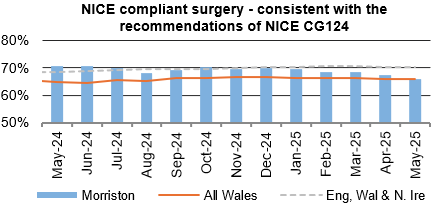 NICE compliant surgery - consistent with the
recommendations of NICE CG124
80%
70%
60%
50%
May-24
Jun-24
Jul-24
Aug-24
Sep-24
Oct-24
Nov-24
Dec-24
Jan-25
Feb-25
Mar-25
Apr-25
May-25
Morriston
All Wales
Eng, Wal & N. Ire